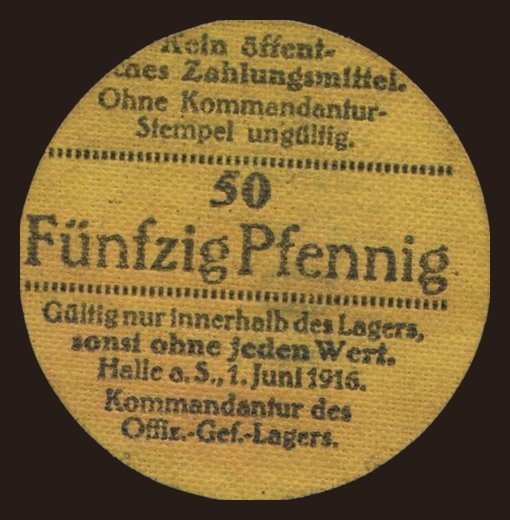 Kein öffent-
ches Zahlungsmittel.
Ohne Kommandantur-
Stempel ungültig.
50
Fünfzig Pfennig
Gültig nur innerhalb des Lagers,
sonst ohne jeden Wert.
Halle a. S., 1. Juni 1916.
Kommandantur des
Offiz.-Gef.-Lagers.